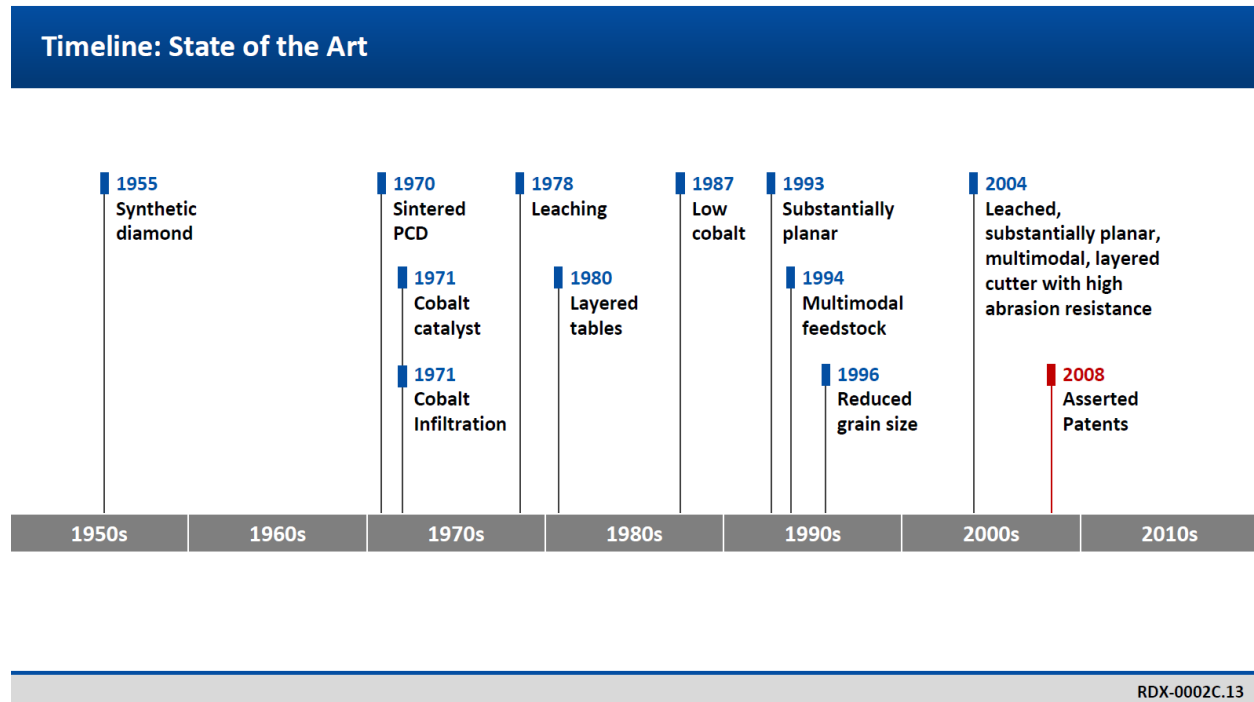 Timeline: State of the Art
1955
Synthetic
diamond
1970
Sintered
PCD
1971
Cobalt
catalyst
1971
Cobalt
Infiltration
1978
Leaching
1980
Layered
tables
1987
Low
cobalt
1993
Substantially
planar
1994
Multimodal
feedstock
1996
Reduced
grain size
2004
Leached,
substantially planar,
multimodal, layered
cutter with high
abrasion resistance
2008
Asserted
Patents
1950s
1960s
1970s
1980s
1990s
2000s
2010s
RDX-0002C.13